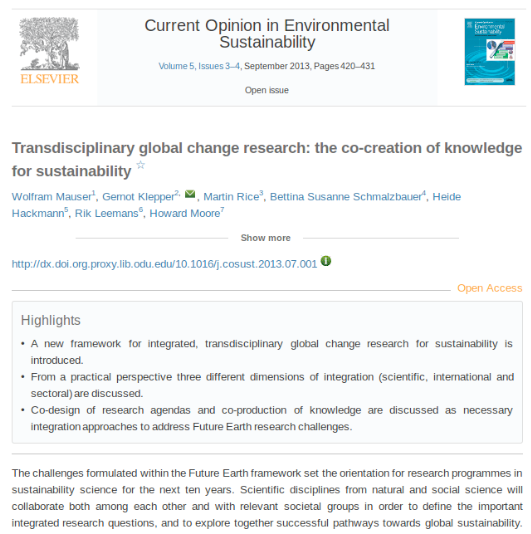 Current Opinion in Environmental
Sustainability
Volume 5, Issues 3–4, September 2013, Pages 420–431
Open issue
ELSEVIER
Environmental
Sustainability
Transdisciplinary global change research: the co-creation of knowledge
for sustainability ☆
Wolfram Mauser1, Gernot Klepper2, , Martin Rice3, Bettina Susanne Schmalzbauer4, Heide
Hackmann5, Rik Leemans6, Howard Moore7
Show more
http://dx.doi.org.proxy.lib.odu.edu/10.1016/j.cosust.2013.07.001
Open Access
Highlights
• A new framework for integrated, transdisciplinary global change research for sustainability is
introduced.
• From a practical perspective three different dimensions of integration (scientific, international and
sectoral) are discussed.
• Co-design of research agendas and co-production of knowledge are discussed as necessary
integration approaches to address Future Earth research challenges.
The challenges formulated within the Future Earth framework set the orientation for research programmes in
sustainability science for the next ten years. Scientific disciplines from natural and social science will
collaborate both among each other and with relevant societal groups in order to define the important
integrated research questions, and to explore together successful pathways towards global sustainability.